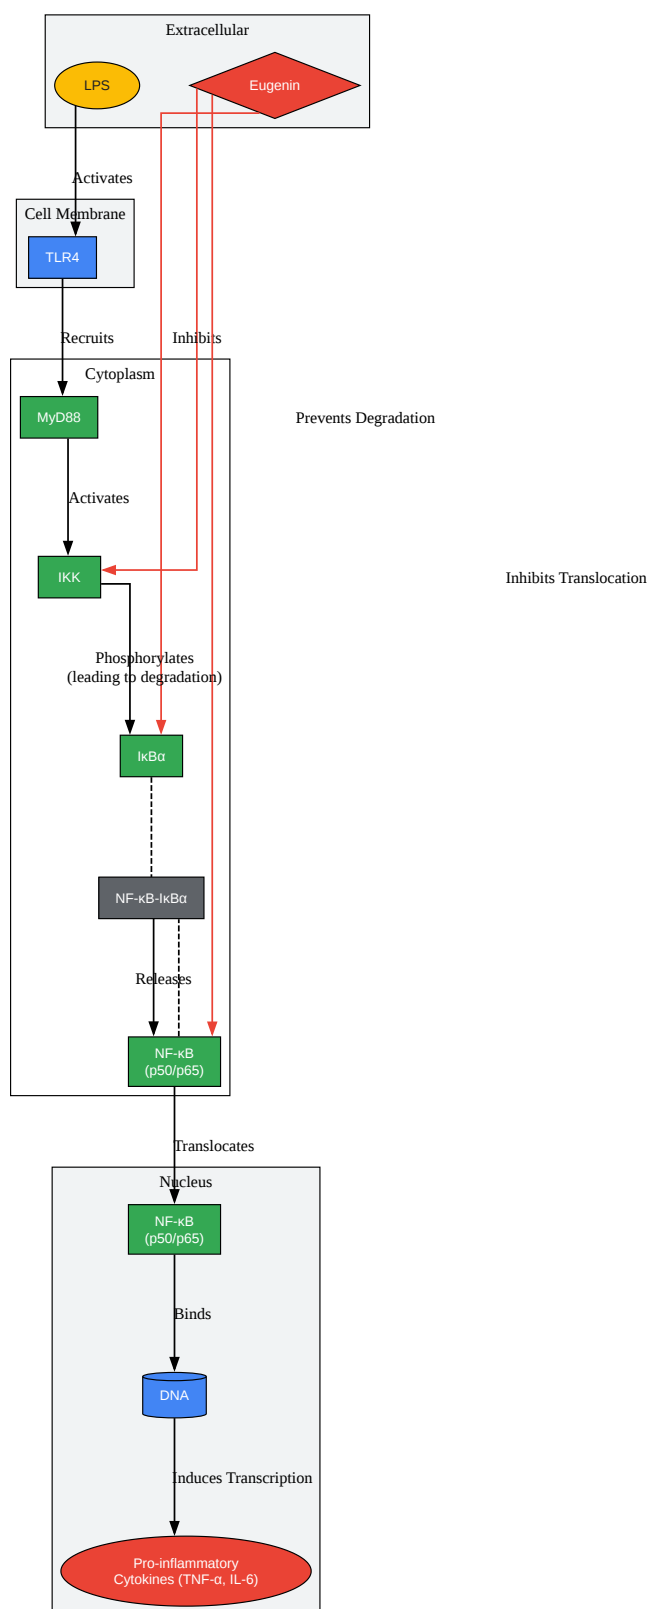 Extracellular
LPS
Eugenin
Activates
Cell Membrane
TLR4
Recruits
Inhibits
Cytoplasm
MyD88
Prevents Degradation
Activates
IKK
Inhibits Translocation
Phosphorylates
(leading to degradation)
IκBα
NF-κB-IκBα
Releases
NF-κB
(p50/p65)
Translocates
Nucleus
NF-κB
(p50/p65)
Binds
DNA
Induces Transcription
Pro-inflammatory
Cytokines (TNF-α, IL-6)